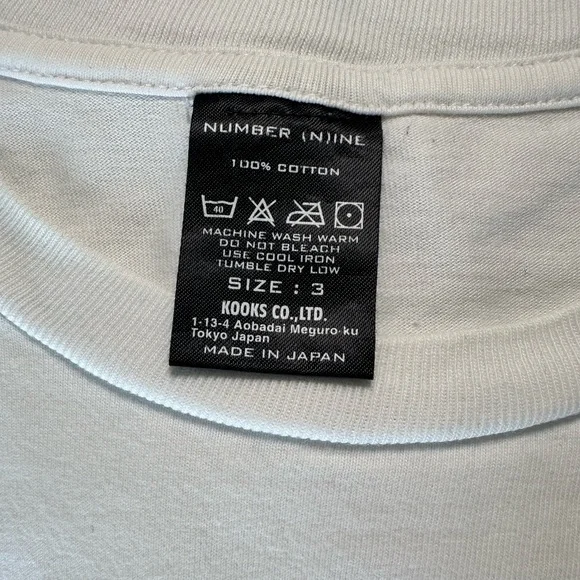 NUMBER (N)INE
100% COTTON
40
MACHINE WASH WARM
DO NOT BLEACH
USE COOL IRON
TUMBLE DRY LOW
SIZE : 3
KOOKS CO.,LTD.
1-13-4 Aobadai Meguro-ku
Tokyo Japan
MADE IN JAPAN